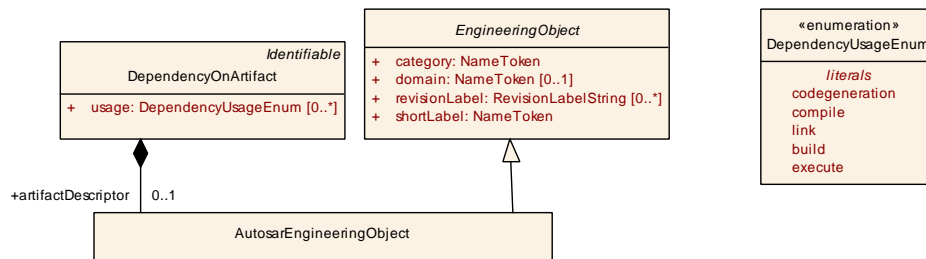 Identifiable
DependencyOnArtifact
+ usage: DependencyUsageEnum [0..*]
EngineeringObject
+ category: NameToken
+ domain: NameToken [0..1]
+ revisionLabel: RevisionLabelString [0..*]
+ shortLabel: NameToken
«enumeration»
DependencyUsageEnum
literals
codegeneration
compile
link
build
execute
+artifactDescriptor 0..1
AutosarEngineeringObject